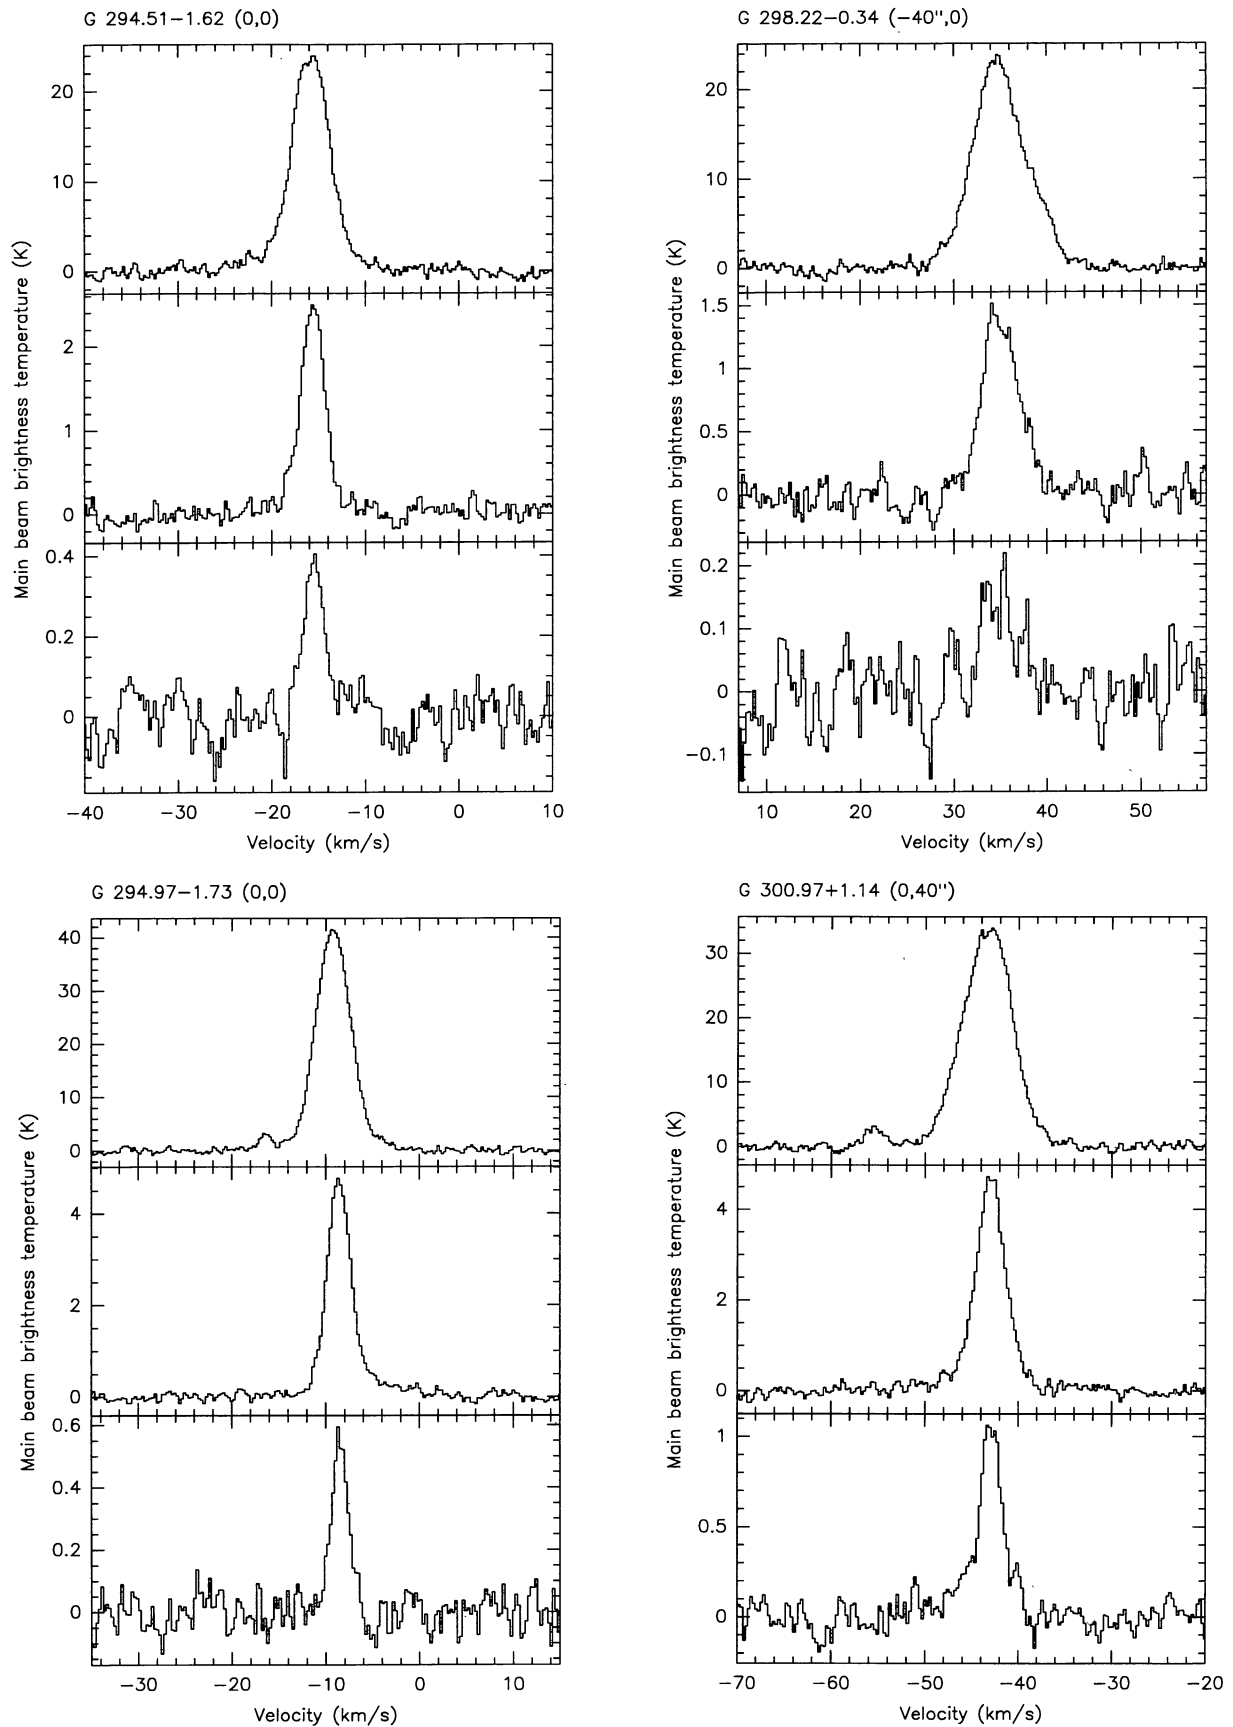 G 294.51−1.62 (0,0)
Main beam brightness temperature (K)
20
10
0
2
1
0
0.4
0.2
0
−40 −30 −20 −10 0 10
Velocity (km/s)
G 298.22−0.34 (−40",0)
Main beam brightness temperature (K)
20
10
0
1.5
1
0.5
0
0.2
0.1
0
−0.1
10 20 30 40 50
Velocity (km/s)
G 294.97−1.73 (0,0)
Main beam brightness temperature (K)
40
30
20
10
0
4
2
0
0.6
0.4
0.2
0
−30 −20 −10 0 10
Velocity (km/s)
G 300.97+1.14 (0,40")
Main beam brightness temperature (K)
30
20
10
0
4
2
0
1
0.5
0
−70 −60 −50 −40 −30 −20
Velocity (km/s)